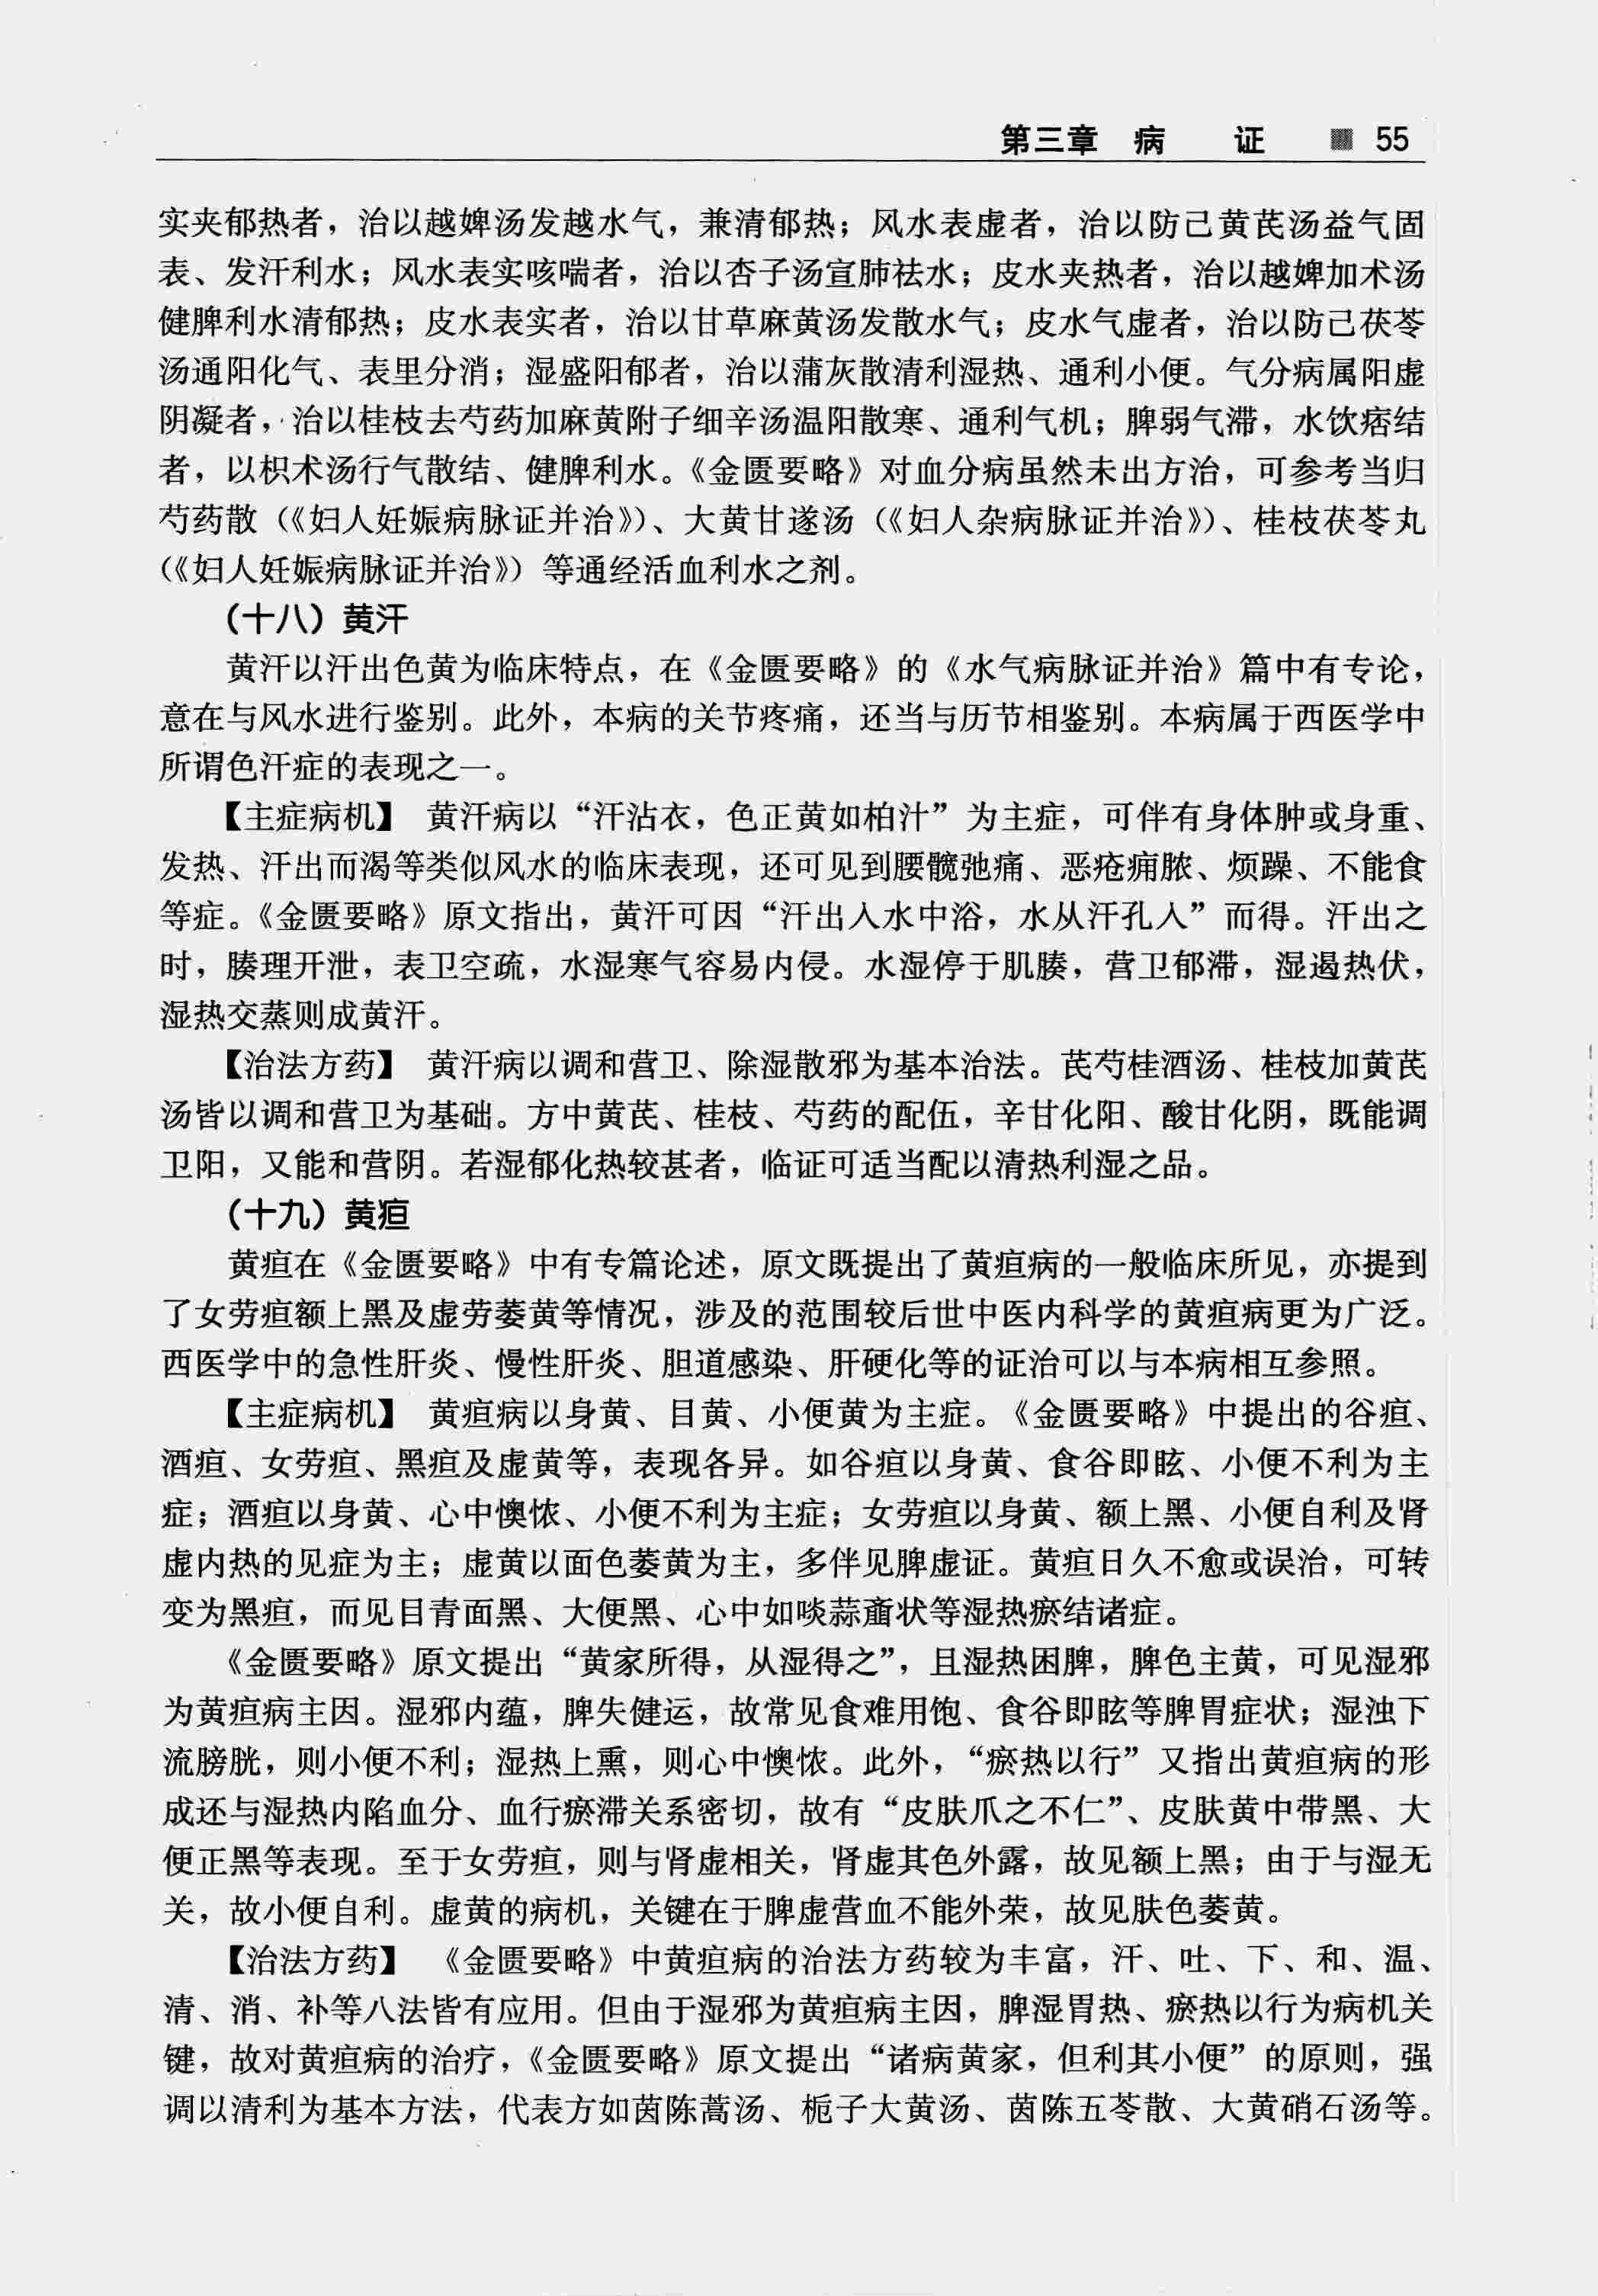 第三章 病 证 55
实夹郁热者，治以越婢汤发越水气，兼清郁热；风水表虚者，治以防己黄芪汤益气固
表、发汗利水；风水表实咳喘者，治以杏子汤宣肺祛水；皮水夹热者，治以越婢加术汤
健脾利水清郁热；皮水表实者，治以甘草麻黄汤发散水气；皮水气虚者，治以防己茯苓
汤通阳化气、表里分消；湿盛阳郁者，治以蒲灰散清利湿热、通利小便。气分病属阳虚
阴凝者，治以桂枝去芍药加麻黄附子细辛汤温阳散寒、通利气机；脾弱气滞，水饮痞结
者，以枳术汤行气散结、健脾利水。《金匮要略》对血分病虽然未出方治，可参考当归
芍药散（《妇人妊娠病脉证并治》）、大黄甘遂汤（《妇人杂病脉证并治》）、桂枝茯苓丸
（《妇人妊娠病脉证并治》）等通经活血利水之剂。
（十八）黄汗
黄汗以汗出色黄为临床特点，在《金匮要略》的《水气病脉证并治》篇中有专论，
意在与风水进行鉴别。此外，本病的关节疼痛，还当与历节相鉴别。本病属于西医学中
所谓色汗症的表现之一。
【主症病机】 黄汗病以“汗沾衣，色正黄如柏汁”为主症，可伴有身体肿或身重、
发热、汗出而渴等类似风水的临床表现，还可见到腰髋弛痛、恶疮痈脓、烦躁、不能食
等症。《金匮要略》原文指出，黄汗可因“汗出入水中浴，水从汗孔入”而得。汗出之
时，腠理开泄，表卫空疏，水湿寒气容易内侵。水湿停于肌腠，营卫郁滞，湿遏热伏，
湿热交蒸则成黄汗。
【治法方药】 黄汗病以调和营卫、除湿散邪为基本治法。芪芍桂酒汤、桂枝加黄芪
汤皆以调和营卫为基础。方中黄芪、桂枝、芍药的配伍，辛甘化阳、酸甘化阴，既能调
卫阳，又能和营阴。若湿郁化热较甚者，临证可适当配以清热利湿之品。
（十九）黄疸
黄疸在《金匮要略》中有专篇论述，原文既提出了黄疸病的一般临床所见，亦提到
了女劳疸额上黑及虚劳萎黄等情况，涉及的范围较后世中医内科学的黄疸病更为广泛。
西医学中的急性肝炎、慢性肝炎、胆道感染、肝硬化等的证治可以与本病相互参照。
【主症病机】 黄疸病以身黄、目黄、小便黄为主症。《金匮要略》中提出的谷疸、
酒疸、女劳疸、黑疸及虚黄等，表现各异。如谷疸以身黄、食谷即眩、小便不利为主
症；酒疸以身黄、心中懊憹、小便不利为主症；女劳疸以身黄、额上黑、小便自利及肾
虚内热的见症为主；虚黄以面色萎黄为主，多伴见脾虚证。黄疸日久不愈或误治，可转
变为黑疸，而见目青面黑、大便黑、心中如啖蒜齑状等湿热瘀结诸症。
《金匮要略》原文提出“黄家所得，从湿得之”，且湿热困脾，脾色主黄，可见湿邪
为黄疸病主因。湿邪内蕴，脾失健运，故常见食难用饱、食谷即眩等脾胃症状；湿浊下
流膀胱，则小便不利；湿热上熏，则心中懊憹。此外，“瘀热以行”又指出黄疸病的形
成还与湿热内陷血分、血行瘀滞关系密切，故有“皮肤爪之不仁”、皮肤黄中带黑、大
便正黑等表现。至于女劳疸，则与肾虚相关，肾虚其色外露，故见额上黑；由于与湿无
关，故小便自利。虚黄的病机，关键在于脾虚营血不能外荣，故见肤色萎黄。
【治法方药】 《金匮要略》中黄疸病的治法方药较为丰富，汗、吐、下、和、温、
清、消、补等八法皆有应用。但由于湿邪为黄疸病主因，脾湿胃热、瘀热以行为病机关
键，故对黄疸病的治疗，《金匮要略》原文提出“诸病黄家，但利其小便”的原则，强
调以清利为基本方法，代表方如茵陈蒿汤、栀子大黄汤、茵陈五苓散、大黄硝石汤等。